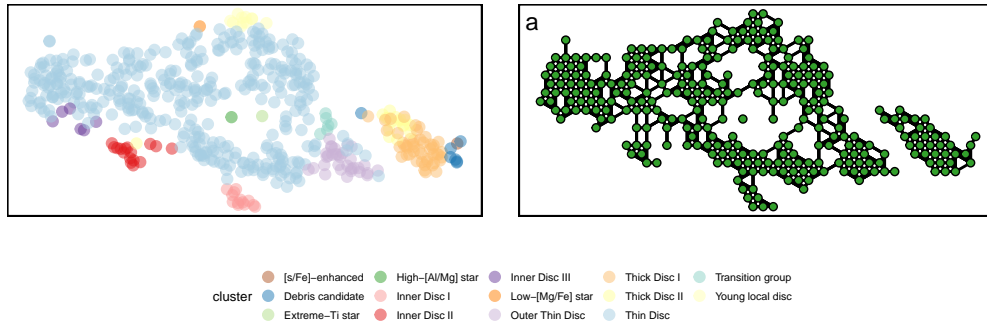 a
[s/Fe]−enhanced High−[Al/Mg] star Inner Disc III Thick Disc I Transition group
cluster Debris candidate Inner Disc I Low−[Mg/Fe] star Thick Disc II Young local disc
Extreme−Ti star Inner Disc II Outer Thin Disc Thin Disc